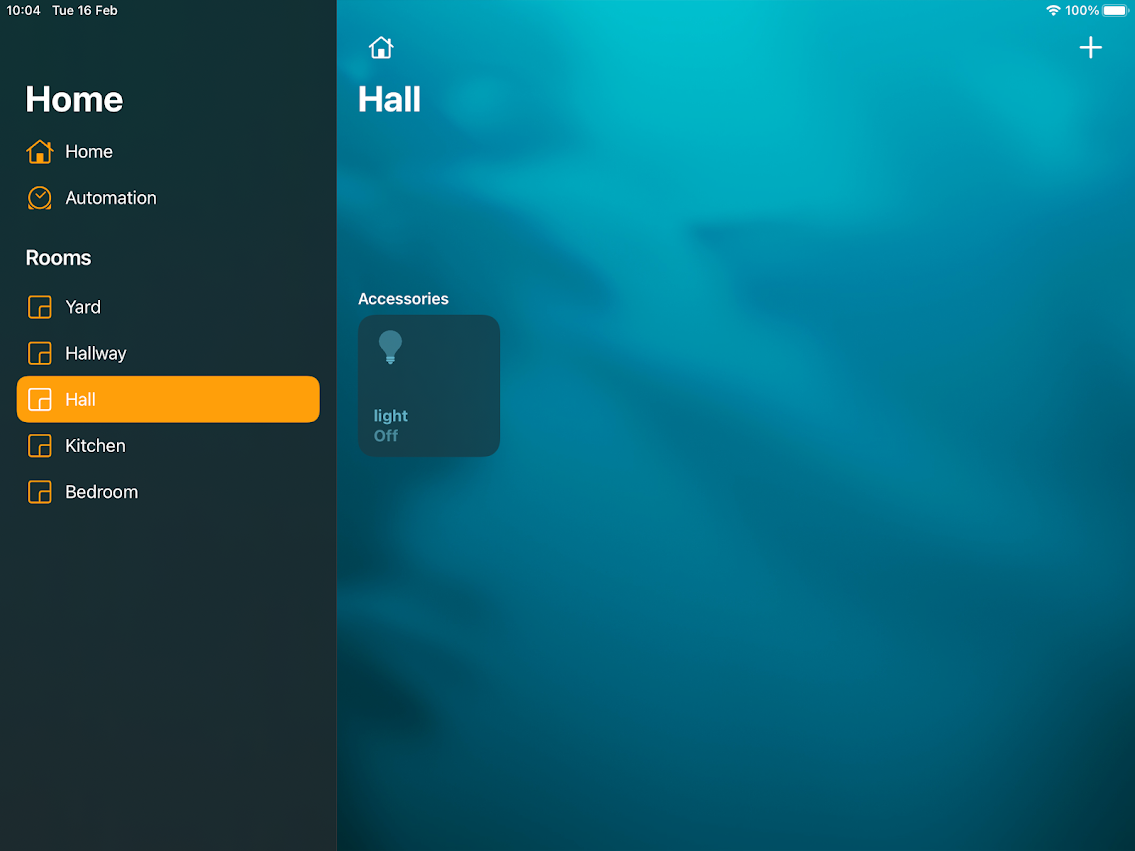 10:04 Tue 16 Feb
100%
Home
Home
Automation
Rooms
Yard
Hallway
Hall
Kitchen
Bedroom
Hall
Accessories
light
Off